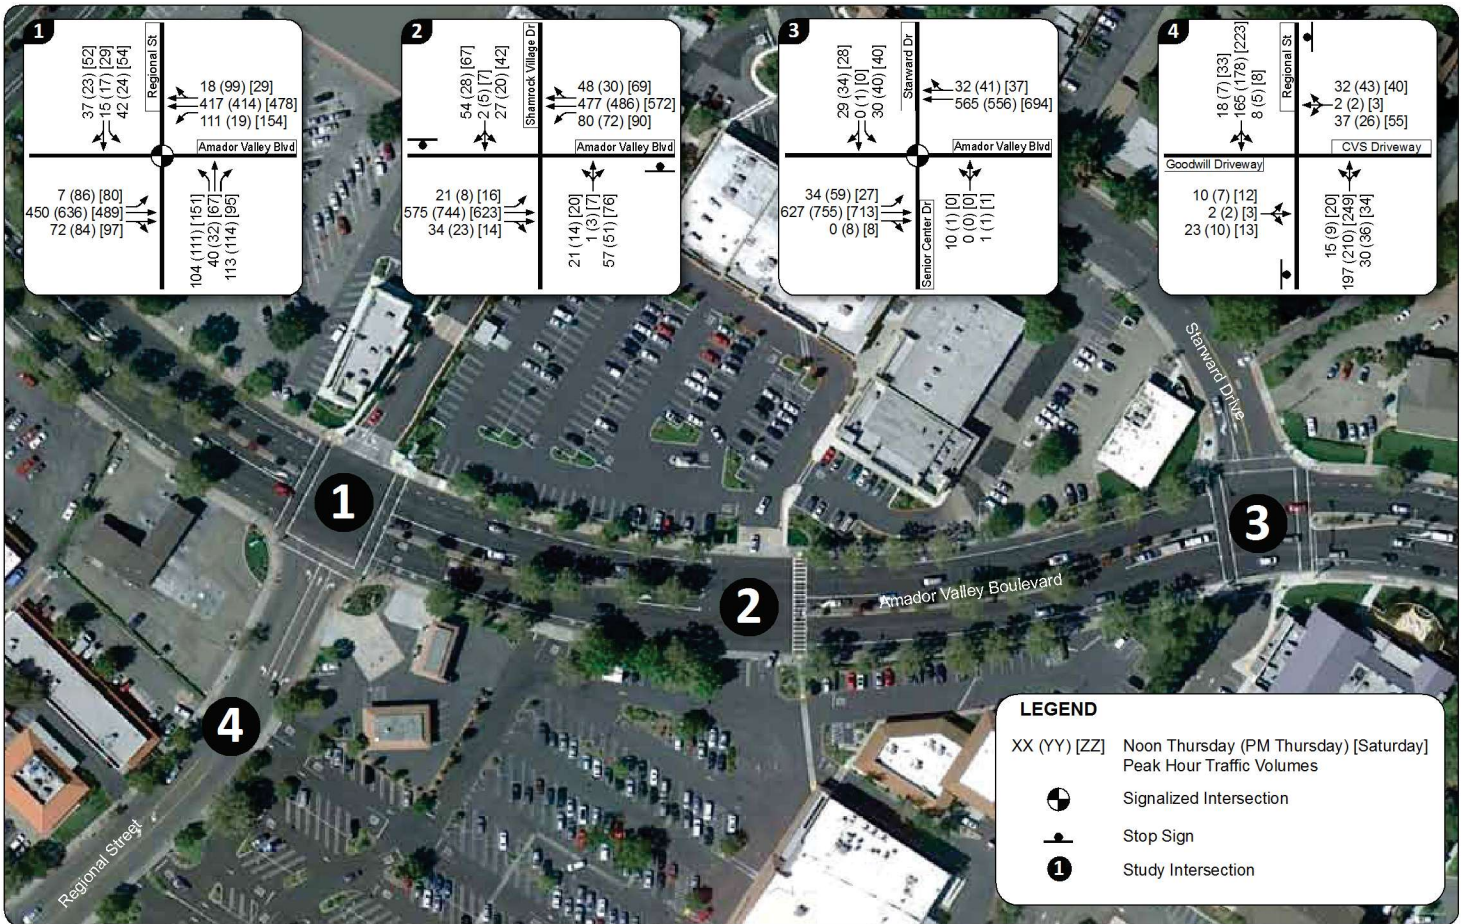 1
Regional St
37 (23) [52]
15 (17) [29]
42 (24) [54]
18 (99) [29]
417 (414) [478]
111 (19) [154]
Amador Valley Blvd
7 (86) [80]
450 (636) [489]
72 (84) [97]
104 (111) [151]
40 (32) [67]
113 (114) [95]
2
Shamrock Village Dr
54 (28) [67]
2 (5) [7]
27 (20) [42]
48 (30) [69]
477 (486) [572]
80 (72) [90]
Amador Valley Blvd
21 (8) [16]
575 (744) [623]
34 (23) [14]
21 (14) [20]
1 (3) [7]
57 (51) [76]
3
Starward Dr
29 (34) [28]
0 (1) [0]
30 (40) [40]
32 (41) [37]
565 (556) [694]
Amador Valley Blvd
34 (59) [27]
627 (755) [713]
0 (8) [8]
Senior Center Dr
10 (1) [0]
0 (0) [0]
1 (1) [1]
4
Regional St
18 (7) [33]
165 (178) [223]
8 (5) [8]
32 (43) [40]
2 (2) [3]
37 (26) [55]
Goodwill Driveway
CVS Driveway
10 (7) [12]
2 (2) [3]
23 (10) [13]
15 (9) [20]
197 (210) [249]
30 (36) [34]
Starward Drive
1
3
2
Amador Valley Boulevard
4
Regional Street
LEGEND
XX (YY) [ZZ] Noon Thursday (PM Thursday) [Saturday]
Peak Hour Traffic Volumes
Signalized Intersection
Stop Sign
1 Study Intersection